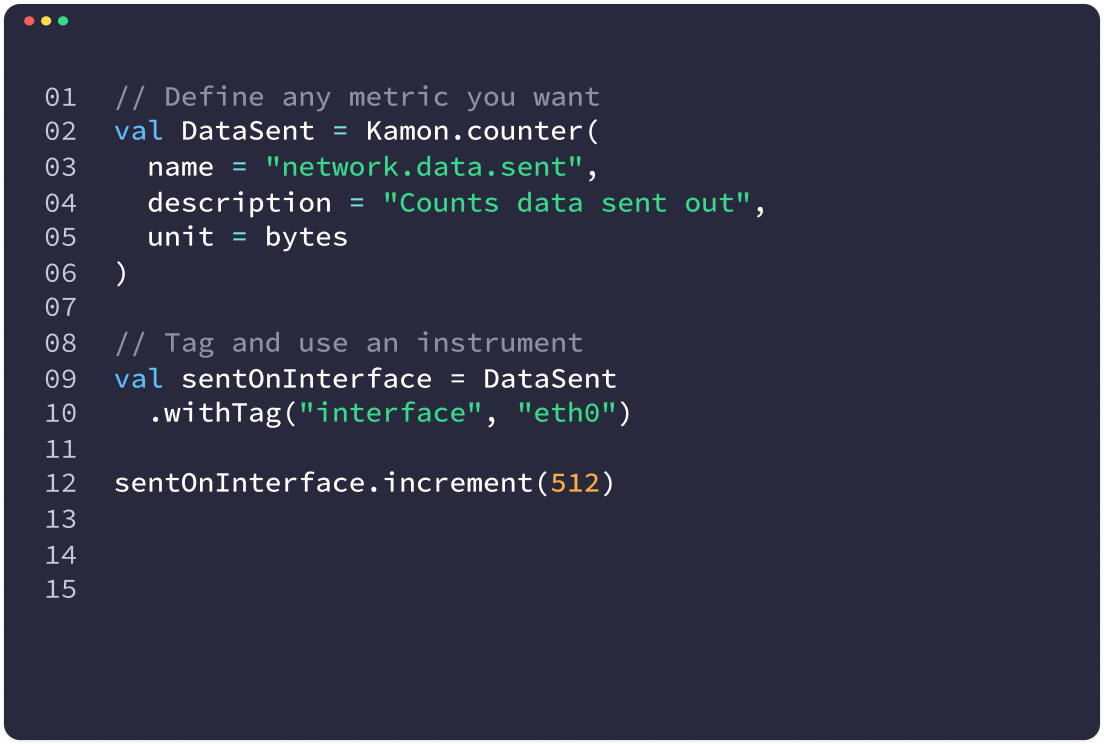 01 // Define any metric you want
02 val DataSent = Kamon.counter(
03   name = "network.data.sent",
04   description = "Counts data sent out",
05   unit = bytes
06 )
07
08 // Tag and use an instrument
09 val sentOnInterface = DataSent
10   .withTag("interface", "eth0")
11
12 sentOnInterface.increment(512)
13
14
15